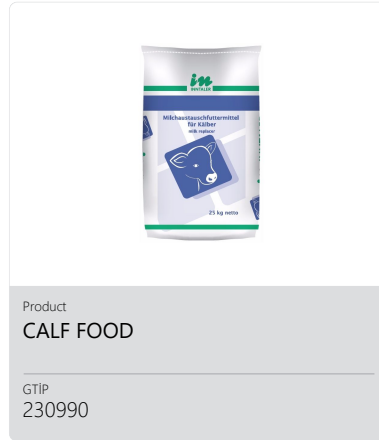 in
Milchaustauschfuttermittel
für Kälber
milk replacer
25 kg netto
Product
CALF FOOD
GTİP
230990